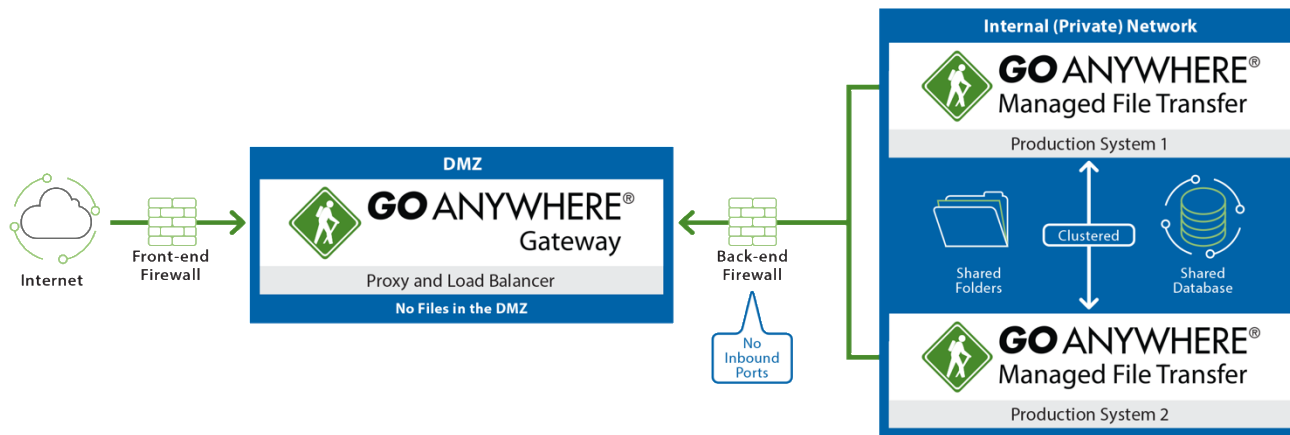 Internet
Front-end
Firewall
DMZ
GO ANYWHERE®
Gateway
Proxy and Load Balancer
No Files in the DMZ
Back-end
Firewall
No
Inbound
Ports
Internal (Private) Network
GO ANYWHERE®
Managed File Transfer
Production System 1
Shared
Folders
Clustered
Shared
Database
GO ANYWHERE®
Managed File Transfer
Production System 2